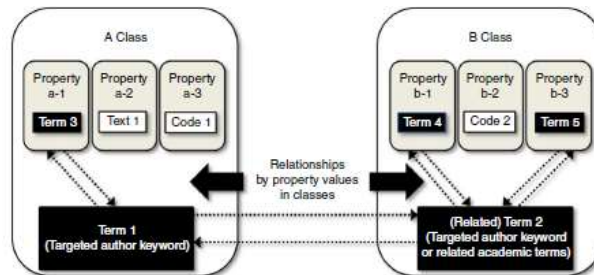 A Class
B Class
Property
a-1
Property
a-2
Property
a-3
Property
b-1
Property
b-2
Property
b-3
Term 3
Text 1
Code 1
Term 4
Code 2
Term 5
Relationships
by property values
in classes
Term 1
(Targeted author keyword)
(Related) Term 2
(Targeted author keyword
or related academic terms)